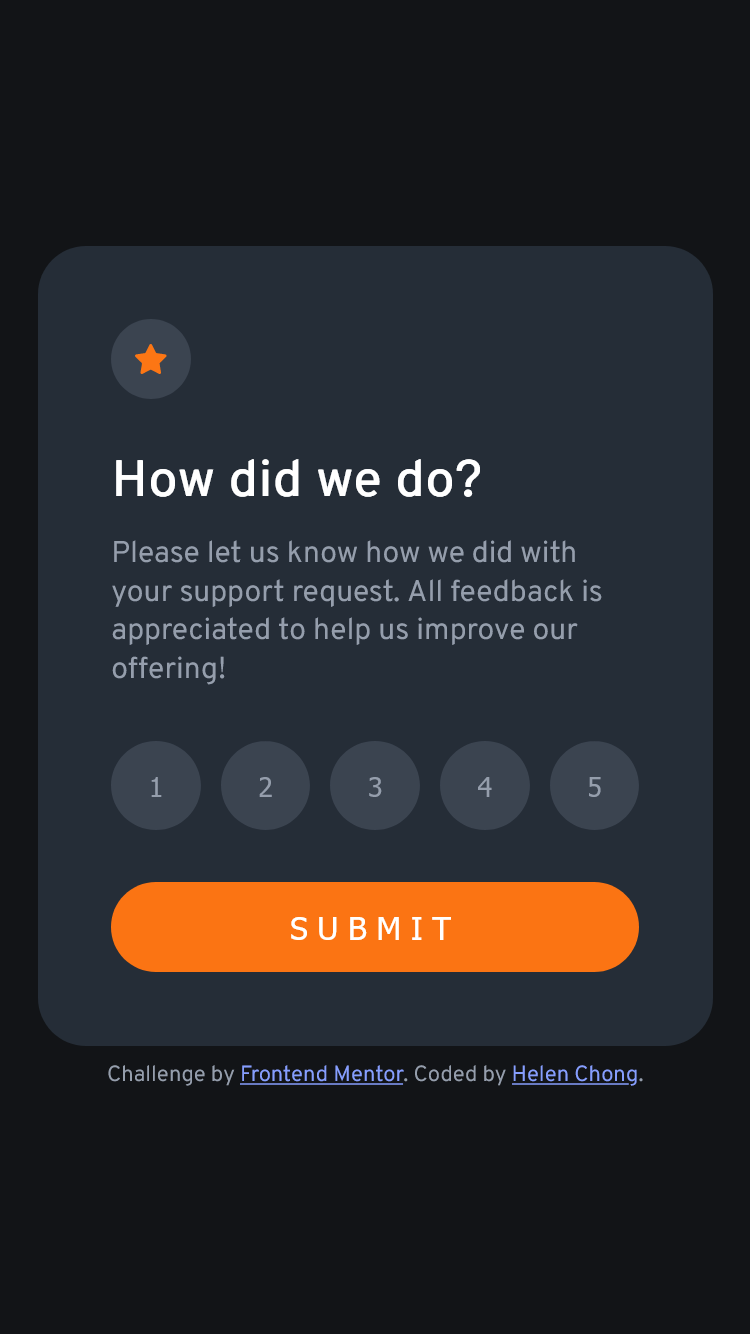 How did we do?
Please let us know how we did with
your support request. All feedback is
appreciated to help us improve our
offering!
1 2 3 4 5
SUBMIT
Challenge by Frontend Mentor. Coded by Helen Chong.